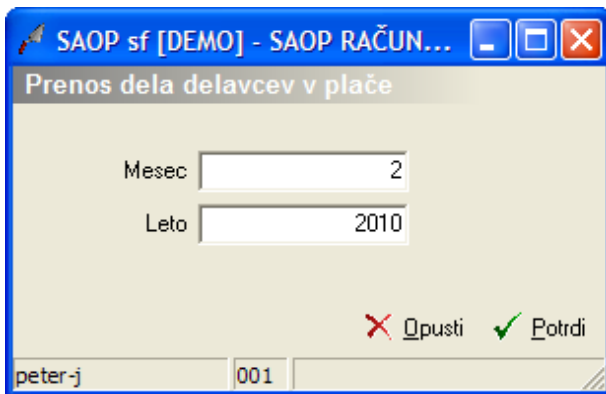 SAOP sf [DEMO] - SAOP RAČUN...
Prenos dela delavcev v plače
Mesec 2
Leto 2010
Opusti Potrdi
peter-j 001